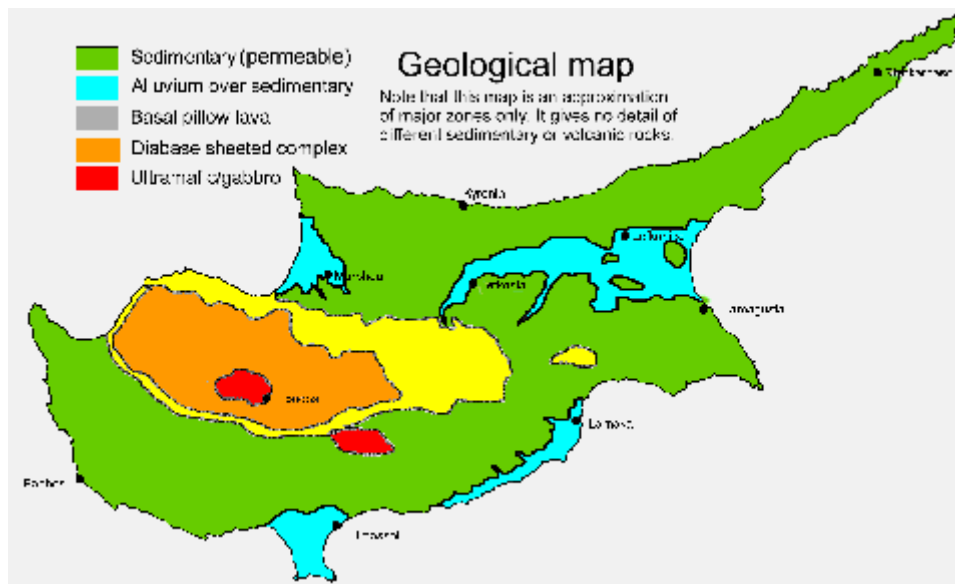 Sedimentary (permeable)
Alluvium over sedimentary
Basal pillow lava
Diabase sheeted complex
Ultramafic/gabbro
Geological map
Note that this map is an approximation
of major zones only. It gives no detail of
different sedimentary or volcanic rocks.
Kyrenia
Famagusta
Larnaka
Paphos
Limassol